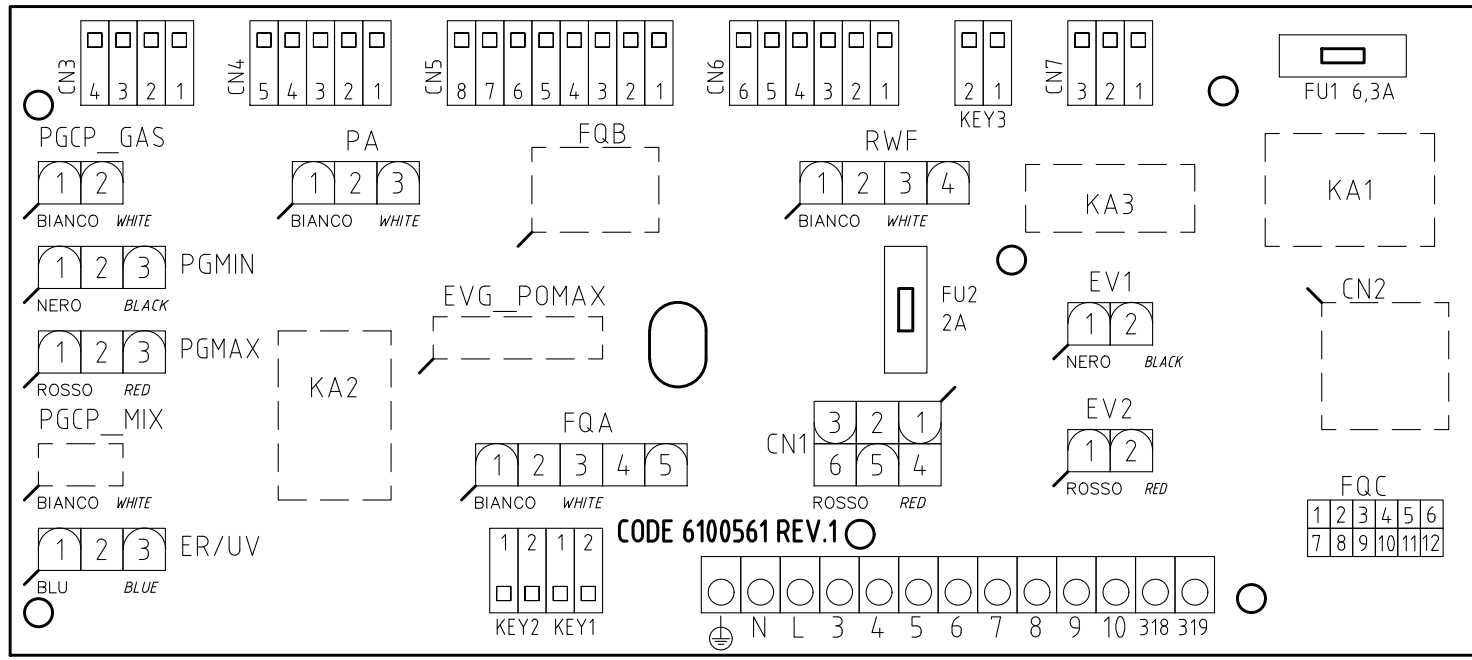 CN3
4 3 2 1
CN4
5 4 3 2 1
CN5
8 7 6 5 4 3 2 1
CN6
6 5 4 3 2 1
2 1
KEY3
CN7
3 2 1
FU1 6,3A
PGCP_GAS
1 2
BIANCO WHITE
PA
1 2 3
BIANCO WHITE
FQB
RWF
1 2 3 4
BIANCO WHITE
KA3
KA1
1 2 3 PGMIN
NERO BLACK
EVG_POMAX
FU2
2A
EV1
1 2
NERO BLACK
CN2
1 2 3 PGMAX
ROSSO RED
KA2
PGCP_MIX
BIANCO WHITE
FQA
1 2 3 4 5
BIANCO WHITE
CN1
3 2 1
6 5 4
ROSSO RED
EV2
1 2
ROSSO RED
FQC
1 2 3 4 5 6
7 8 9 10 11 12
1 2 3 ER/UV
BLU BLUE
1 2 1 2
KEY2 KEY1
CODE 6100561 REV.1
N L 3 4 5 6 7 8 9 10 318 319